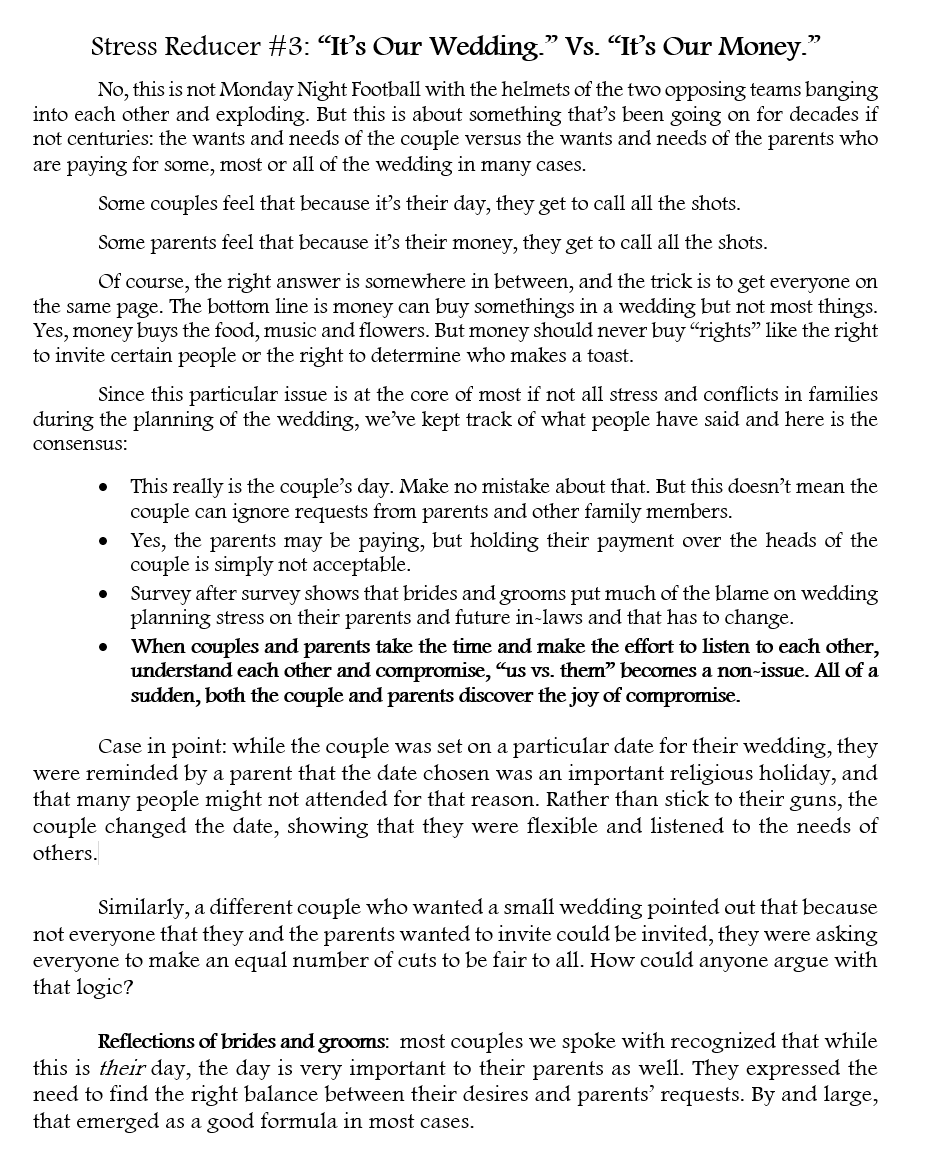 Stress Reducer #3: “It’s Our Wedding.” Vs. “It’s Our Money.”
No, this is not Monday Night Football with the helmets of the two opposing teams banging
into each other and exploding. But this is about something that’s been going on for decades if
not centuries: the wants and needs of the couple versus the wants and needs of the parents who
are paying for some, most or all of the wedding in many cases.
Some couples feel that because it’s their day, they get to call all the shots.
Some parents feel that because it’s their money, they get to call all the shots.
Of course, the right answer is somewhere in between, and the trick is to get everyone on
the same page. The bottom line is money can buy somethings in a wedding but not most things.
Yes, money buys the food, music and flowers. But money should never buy “rights” like the right
to invite certain people or the right to determine who makes a toast.
Since this particular issue is at the core of most if not all stress and conflicts in families
during the planning of the wedding, we’ve kept track of what people have said and here is the
consensus:
• This really is the couple’s day. Make no mistake about that. But this doesn’t mean the
couple can ignore requests from parents and other family members.
• Yes, the parents may be paying, but holding their payment over the heads of the
couple is simply not acceptable.
• Survey after survey shows that brides and grooms put much of the blame on wedding
planning stress on their parents and future in-laws and that has to change.
• When couples and parents take the time and make the effort to listen to each other,
understand each other and compromise, “us vs. them” becomes a non-issue. All of a
sudden, both the couple and parents discover the joy of compromise.
Case in point: while the couple was set on a particular date for their wedding, they
were reminded by a parent that the date chosen was an important religious holiday, and
that many people might not attended for that reason. Rather than stick to their guns, the
couple changed the date, showing that they were flexible and listened to the needs of
others.
Similarly, a different couple who wanted a small wedding pointed out that because
not everyone that they and the parents wanted to invite could be invited, they were asking
everyone to make an equal number of cuts to be fair to all. How could anyone argue with
that logic?
Reflections of brides and grooms: most couples we spoke with recognized that while
this is their day, the day is very important to their parents as well. They expressed the
need to find the right balance between their desires and parents’ requests. By and large,
that emerged as a good formula in most cases.